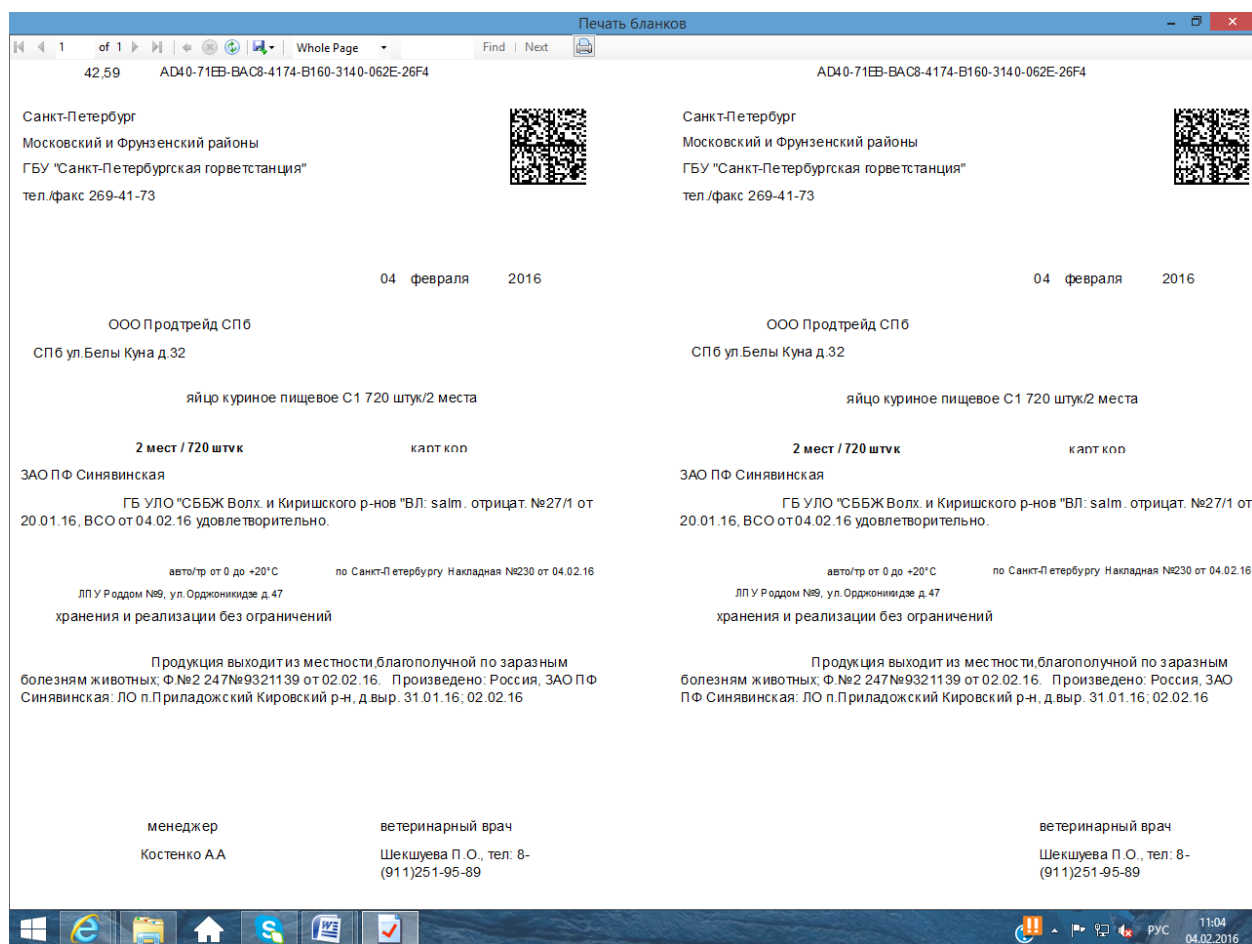 Печать бланков
1 of 1 Whole Page Find | Next
42,59 AD40-71EB-BAC8-4174-B160-3140-062E-26F4
Санкт-Петербург
Московский и Фрунзенский районы
ГБУ "Санкт-Петербургская горветстанция"
тел./факс 269-41-73
04 февраля 2016
ООО Продтрейд СПб
СПб ул.Белы Куна д.32
яйцо куриное пищевое С1 720 штук/2 места
2 мест / 720 штук карт кор
ЗАО ПФ Синявинская
ГБ УЛО "СББЖ Волх. и Киришского р-нов "ВЛ: salm. отрицат. №27/1 от
20.01.16, ВСО от 04.02.16 удовлетворительно.
авто/тр от 0 до +20°С по Санкт-Петербургу Накладная №230 от 04.02.16
ЛПУ Роддом №9, ул.Орджоникидзе д.47
хранения и реализации без ограничений
Продукция выходит из местности,благополучной по заразным
болезням животных; Ф.№2 247№9321139 от 02.02.16. Произведено: Россия, ЗАО ПФ
Синявинская: ЛО п.Приладожский Кировский р-н, д.выр. 31.01.16; 02.02.16
менеджер ветеринарный врач
Костенко А.А Шекшуева П.О., тел: 8-
(911)251-95-89
AD40-71EB-BAC8-4174-B160-3140-062E-26F4
Санкт-Петербург
Московский и Фрунзенский районы
ГБУ "Санкт-Петербургская горветстанция"
тел./факс 269-41-73
04 февраля 2016
ООО Продтрейд СПб
СПб ул.Белы Куна д.32
яйцо куриное пищевое С1 720 штук/2 места
2 мест / 720 штук карт кор
ЗАО ПФ Синявинская
ГБ УЛО "СББЖ Волх. и Киришского р-нов "ВЛ: salm. отрицат. №27/1 от
20.01.16, ВСО от 04.02.16 удовлетворительно.
авто/тр от 0 до +20°С по Санкт-Петербургу Накладная №230 от 04.02.16
ЛПУ Роддом №9, ул.Орджоникидзе д.47
хранения и реализации без ограничений
Продукция выходит из местности,благополучной по заразным
болезням животных; Ф.№2 247№9321139 от 02.02.16. Произведено: Россия, ЗАО
ПФ Синявинская: ЛО п.Приладожский Кировский р-н, д.выр. 31.01.16; 02.02.16
ветеринарный врач
Шекшуева П.О., тел: 8-
(911)251-95-89
РУС 11:04
04.02.2016